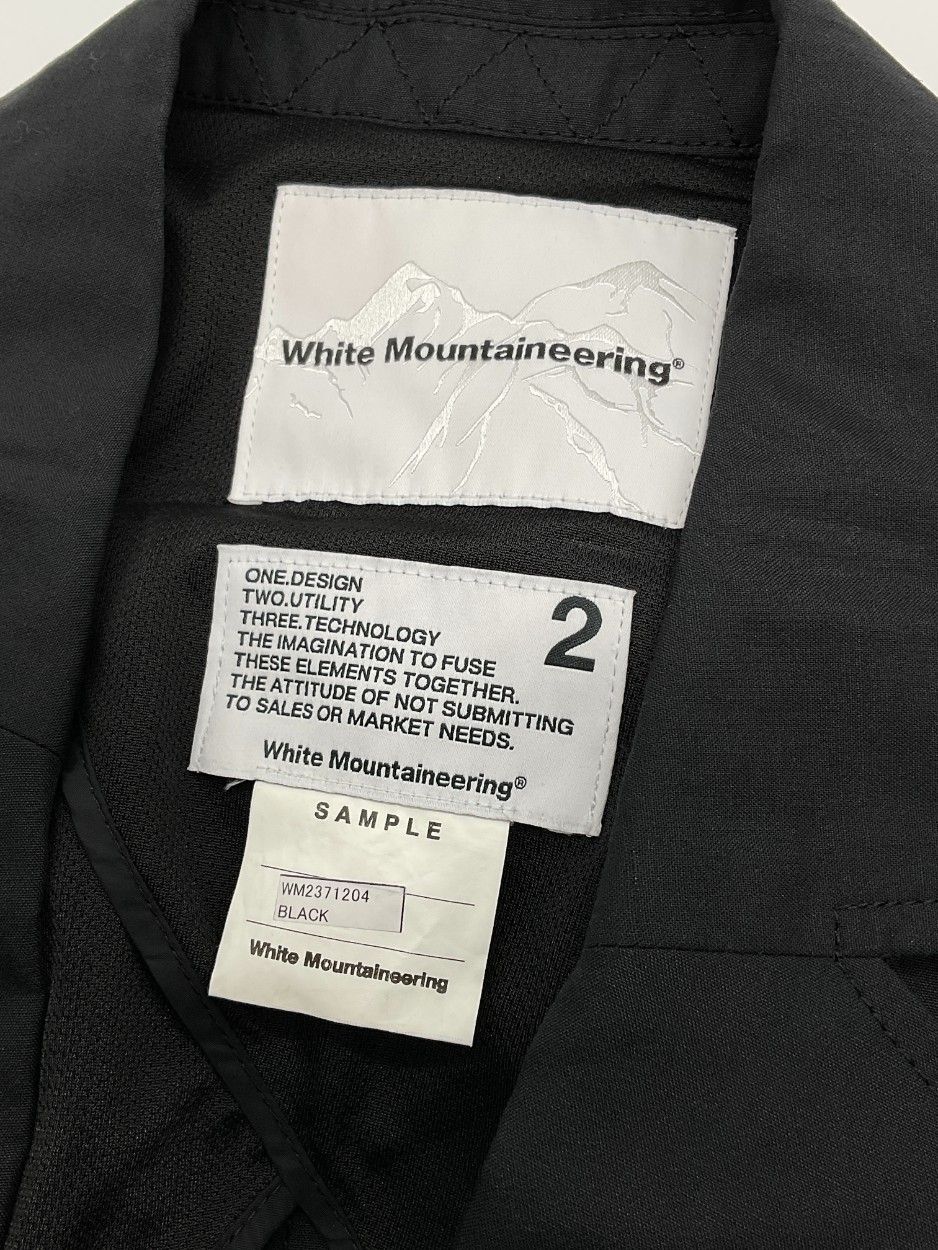 White Mountaineering®
ONE.DESIGN
TWO.UTILITY
THREE.TECHNOLOGY
THE IMAGINATION TO FUSE
THESE ELEMENTS TOGETHER.
THE ATTITUDE OF NOT SUBMITTING
TO SALES OR MARKET NEEDS.
2
White Mountaineering®
SAMPLE
WM2371204
BLACK
White Mountaineering